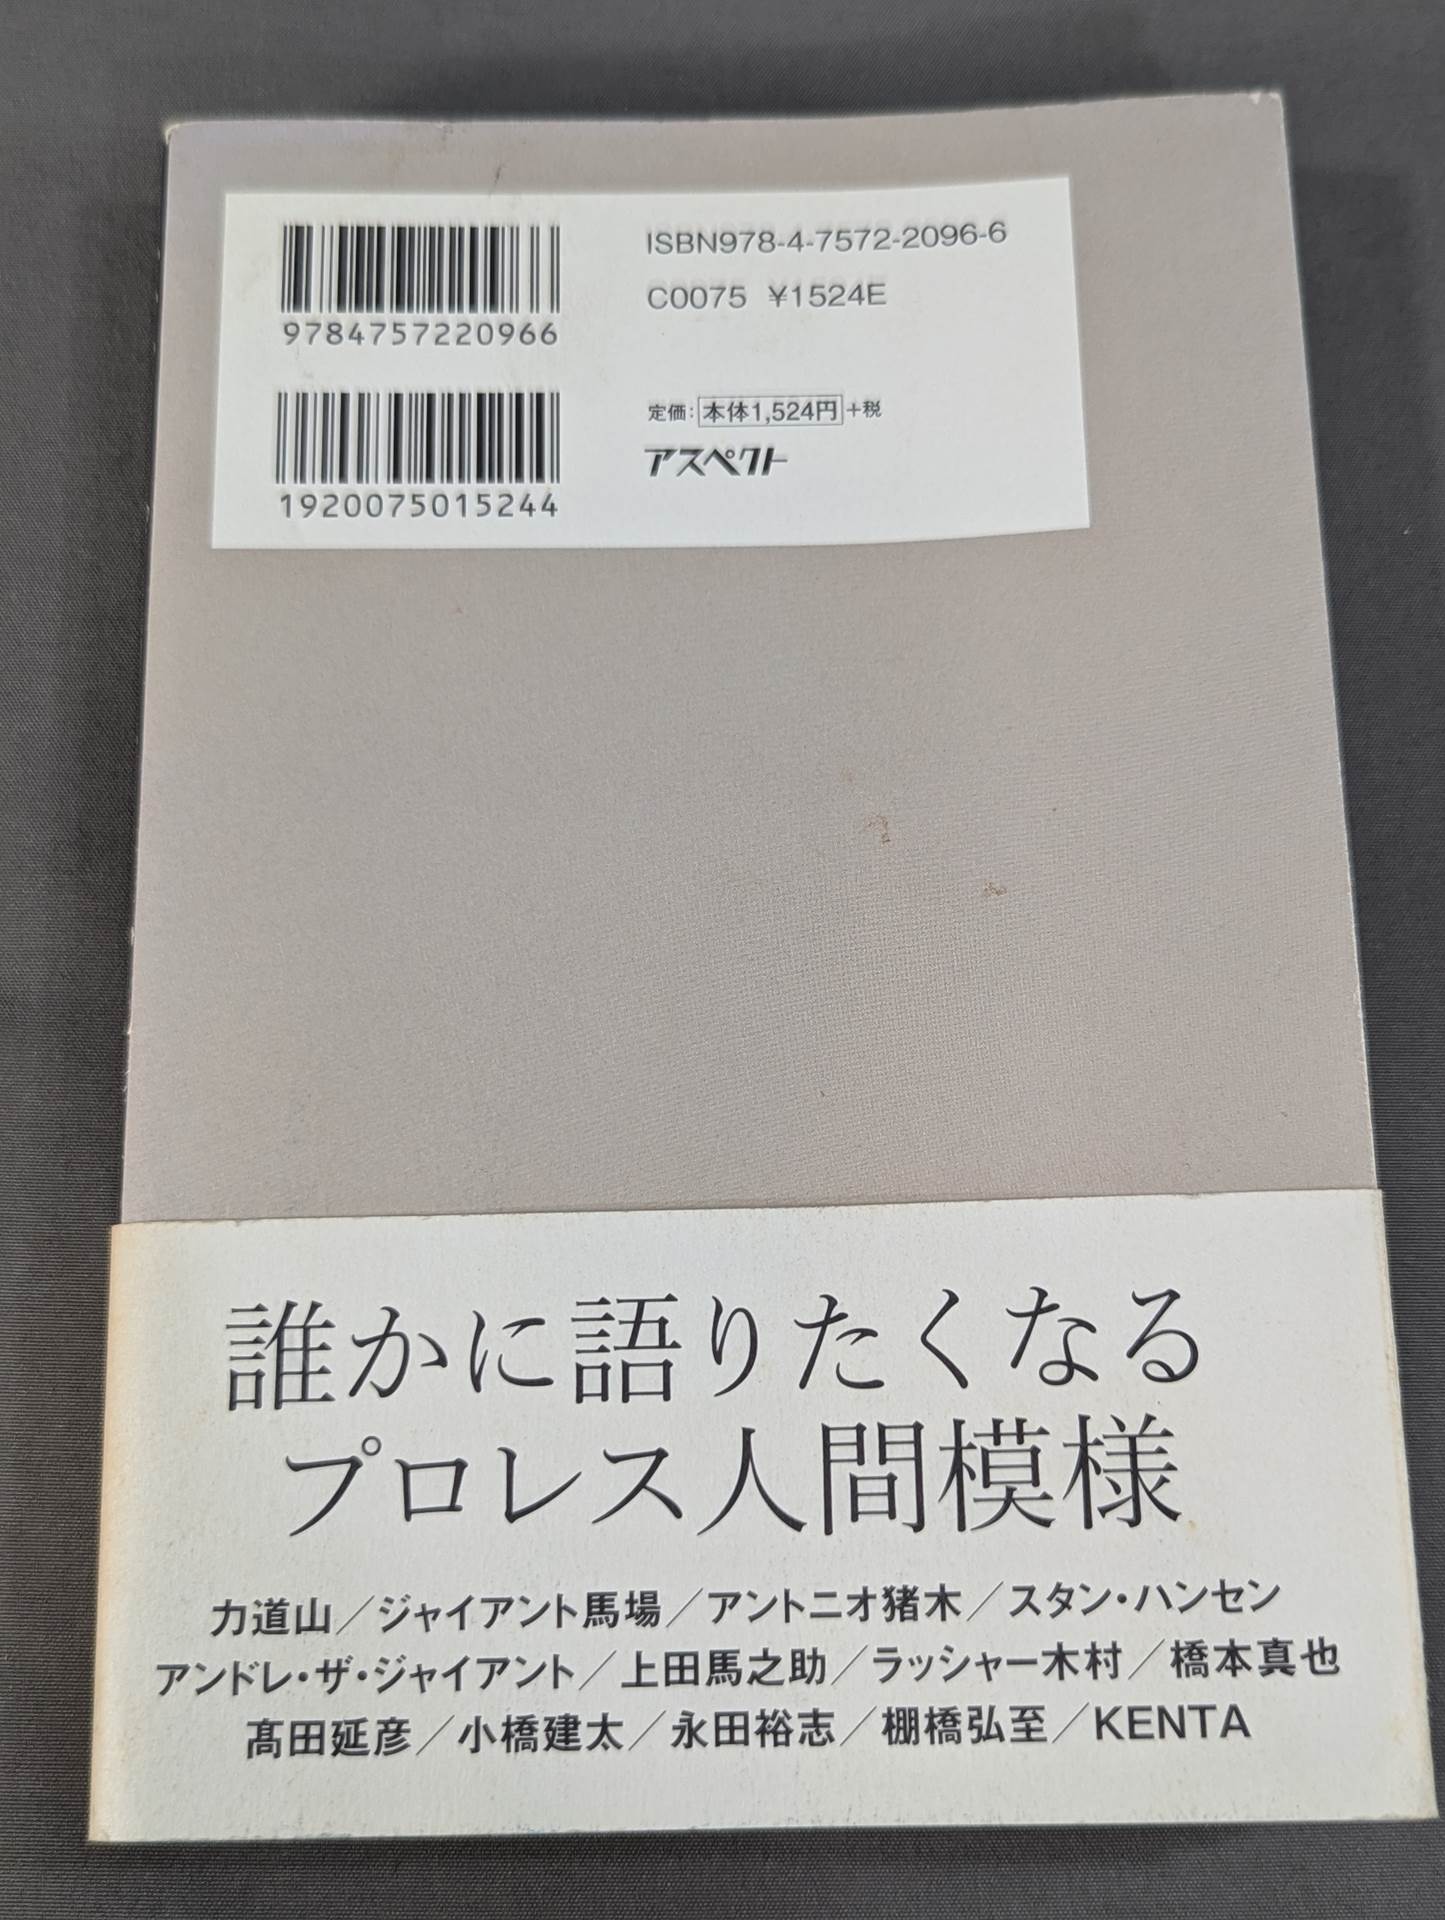 ISBN978-4-7572-2096-6
C0075 ¥1524E
9784757220966
定価：本体1,524円+税
アスペクト
1920075015244
誰かに語りたくなる
プロレス人間模様
力道山／ジャイアント馬場／アントニオ猪木／スタン・ハンセン
アンドレ・ザ・ジャイアント／上田馬之助／ラッシャー木村／橋本真也
髙田延彦／小橋建太／永田裕志／棚橋弘至／KENTA